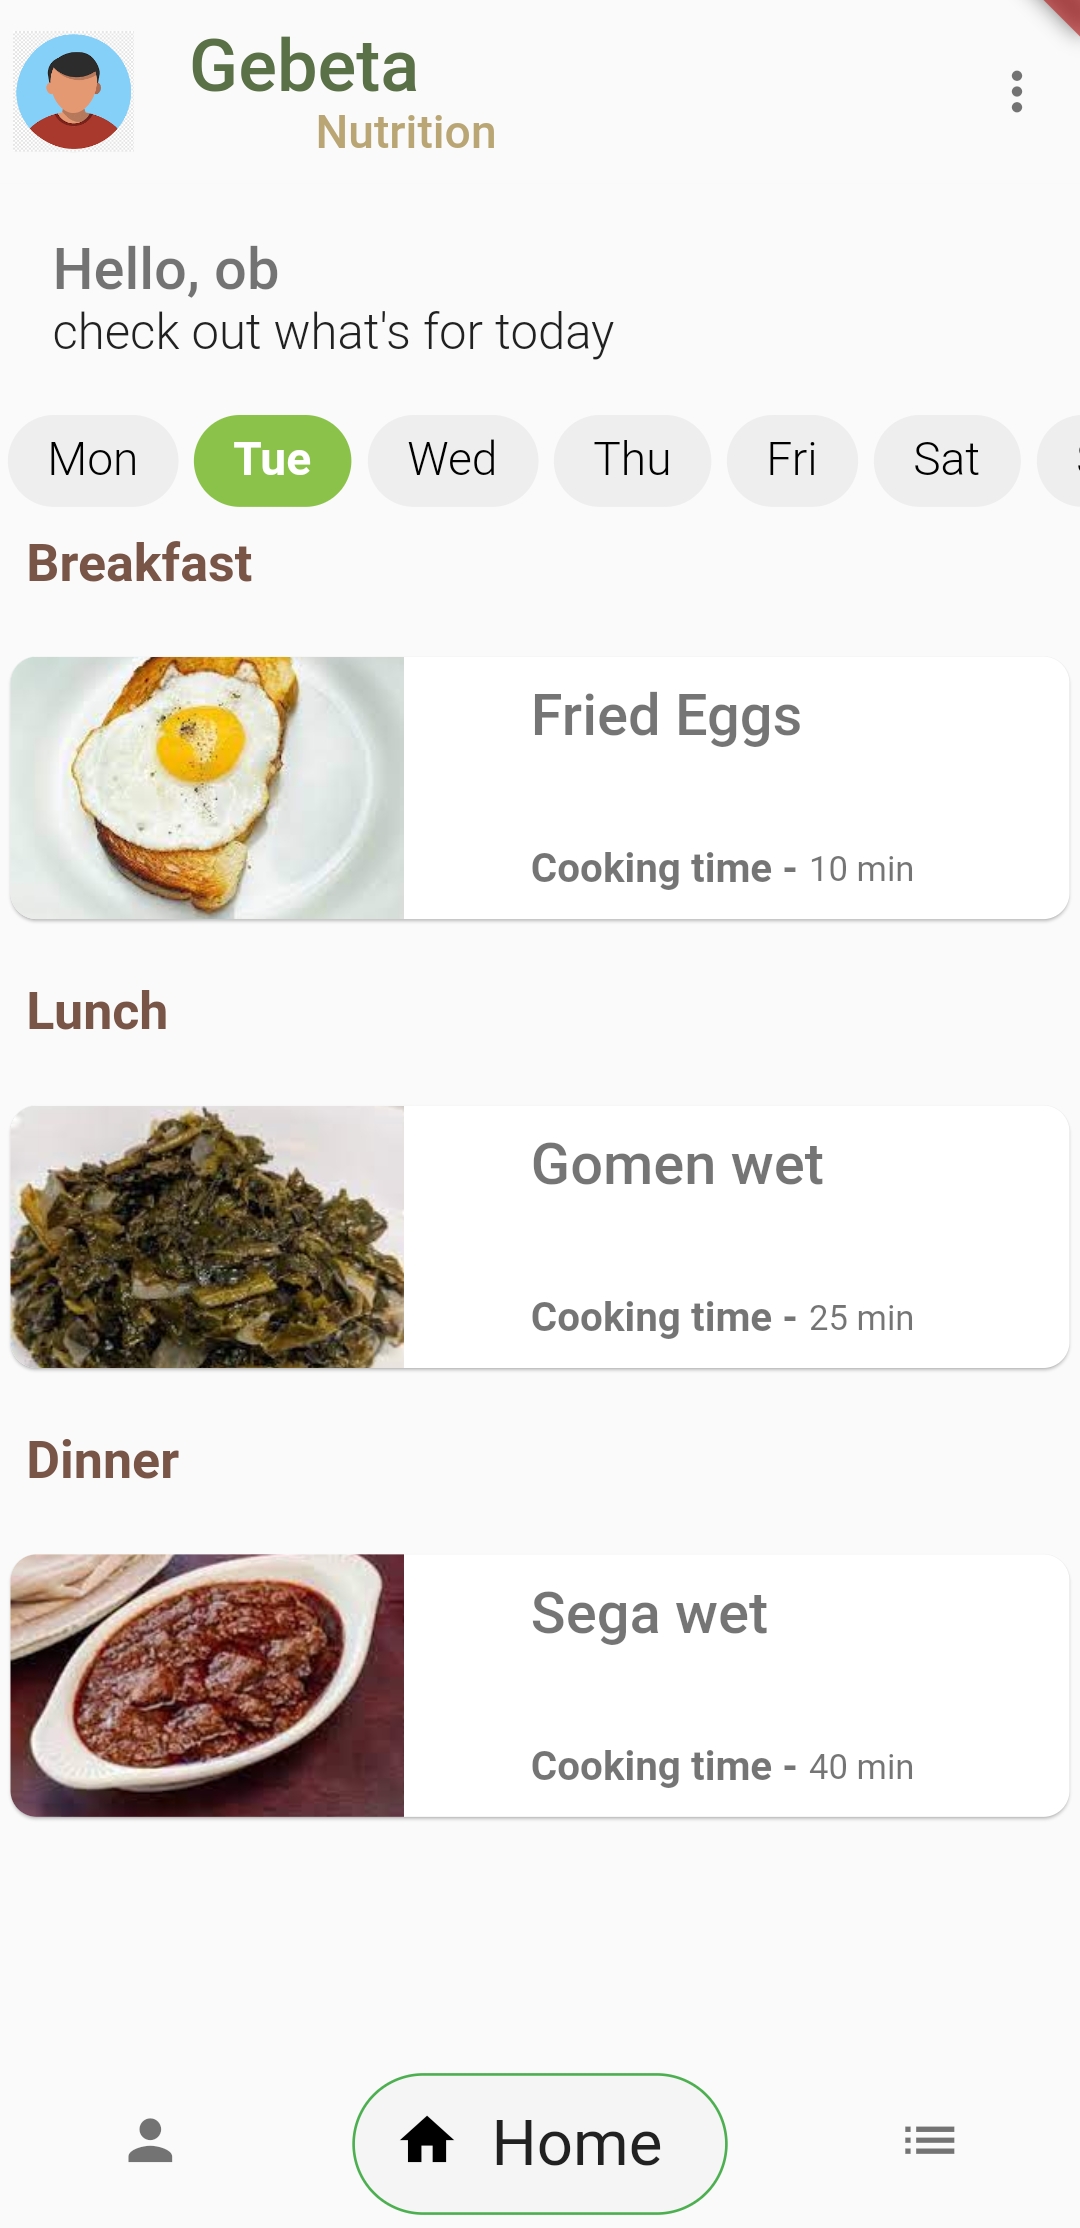 Gebeta
Nutrition
Hello, ob
check out what's for today
Mon Tue Wed Thu Fri Sat
Breakfast
Fried Eggs
Cooking time - 10 min
Lunch
Gomen wet
Cooking time - 25 min
Dinner
Sega wet
Cooking time - 40 min
Home